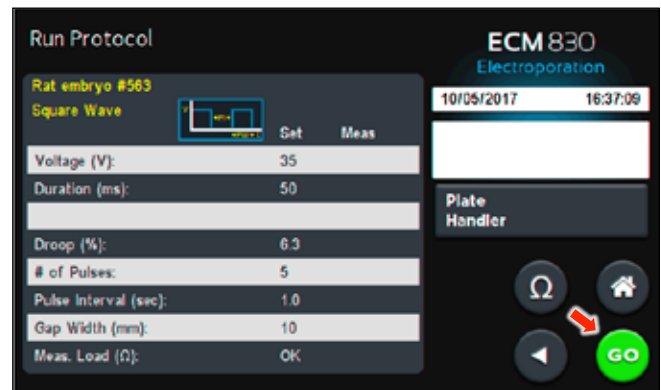 Run Protocol
ECM 830
Electroporation
Rat embryo #563
Square Wave
Set Meas
10/05/2017 16:37:09
Voltage (V): 35
Duration (ms): 50
Plate
Handler
Droop (%): 6.3
# of Pulses: 5
Pulse Interval (sec): 1.0
Gap Width (mm): 10
Meas. Load (Ω): OK
Ω
GO